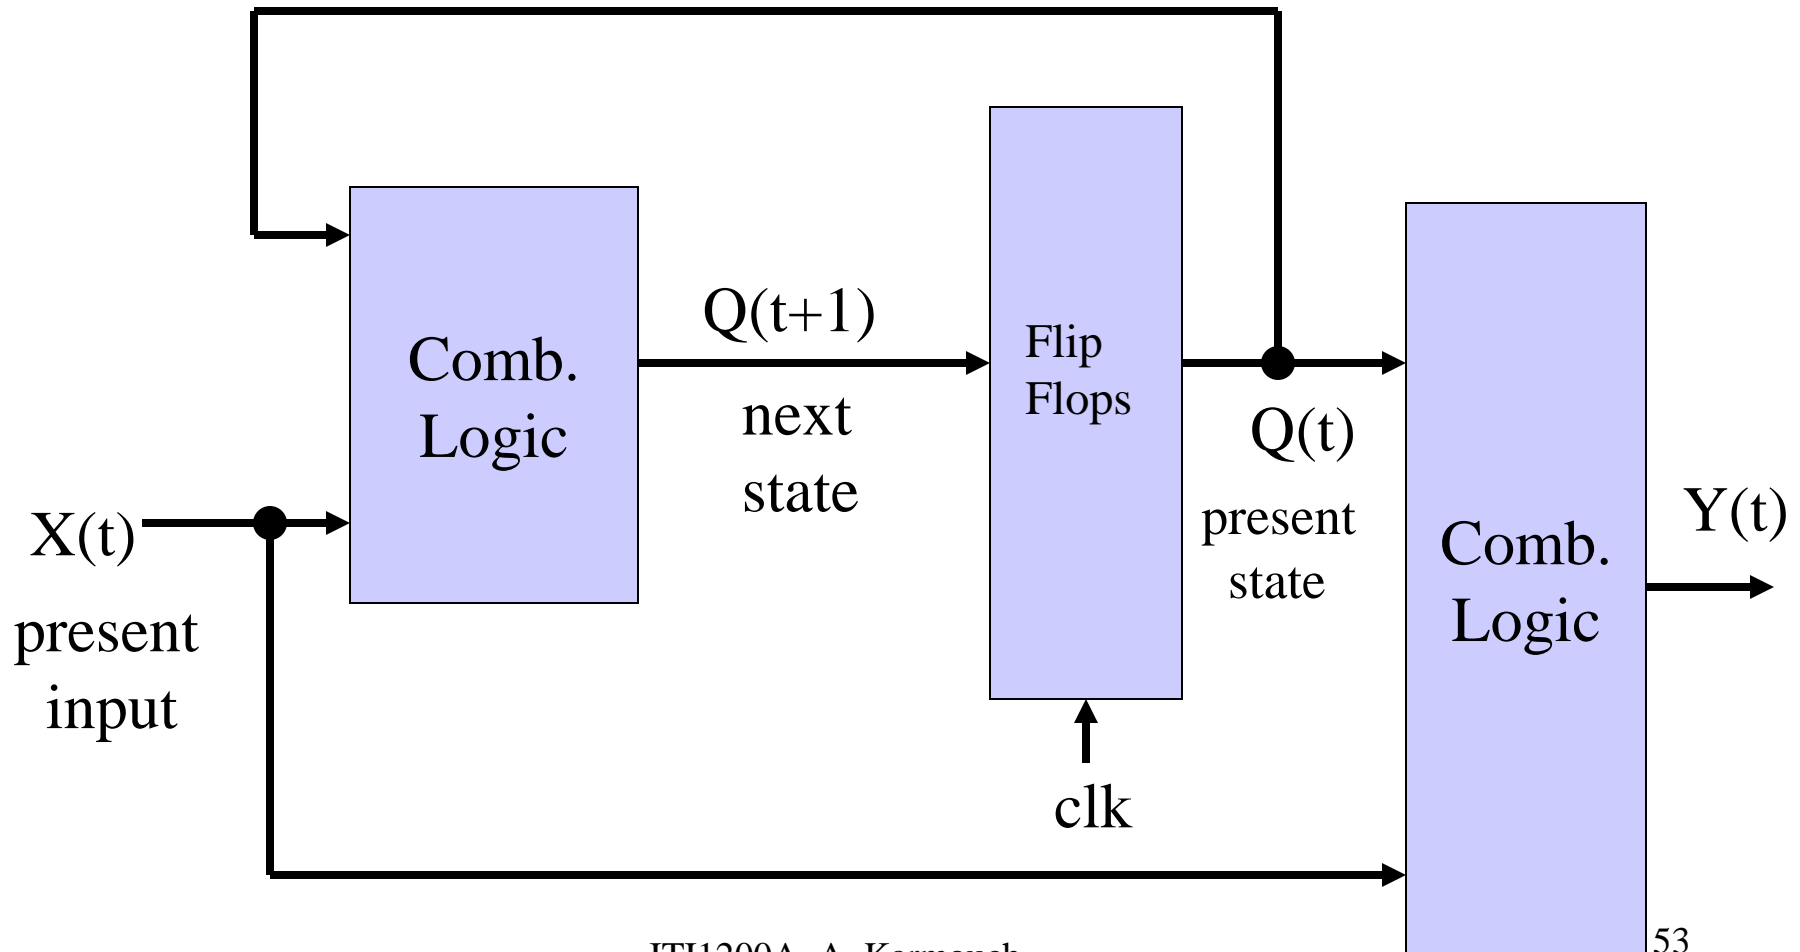 Comb.
Logic
Q(t+1)
next
state
Flip
Flops
Q(t)
present
state
X(t)
present
input
clk
Comb.
Logic
Y(t)
53